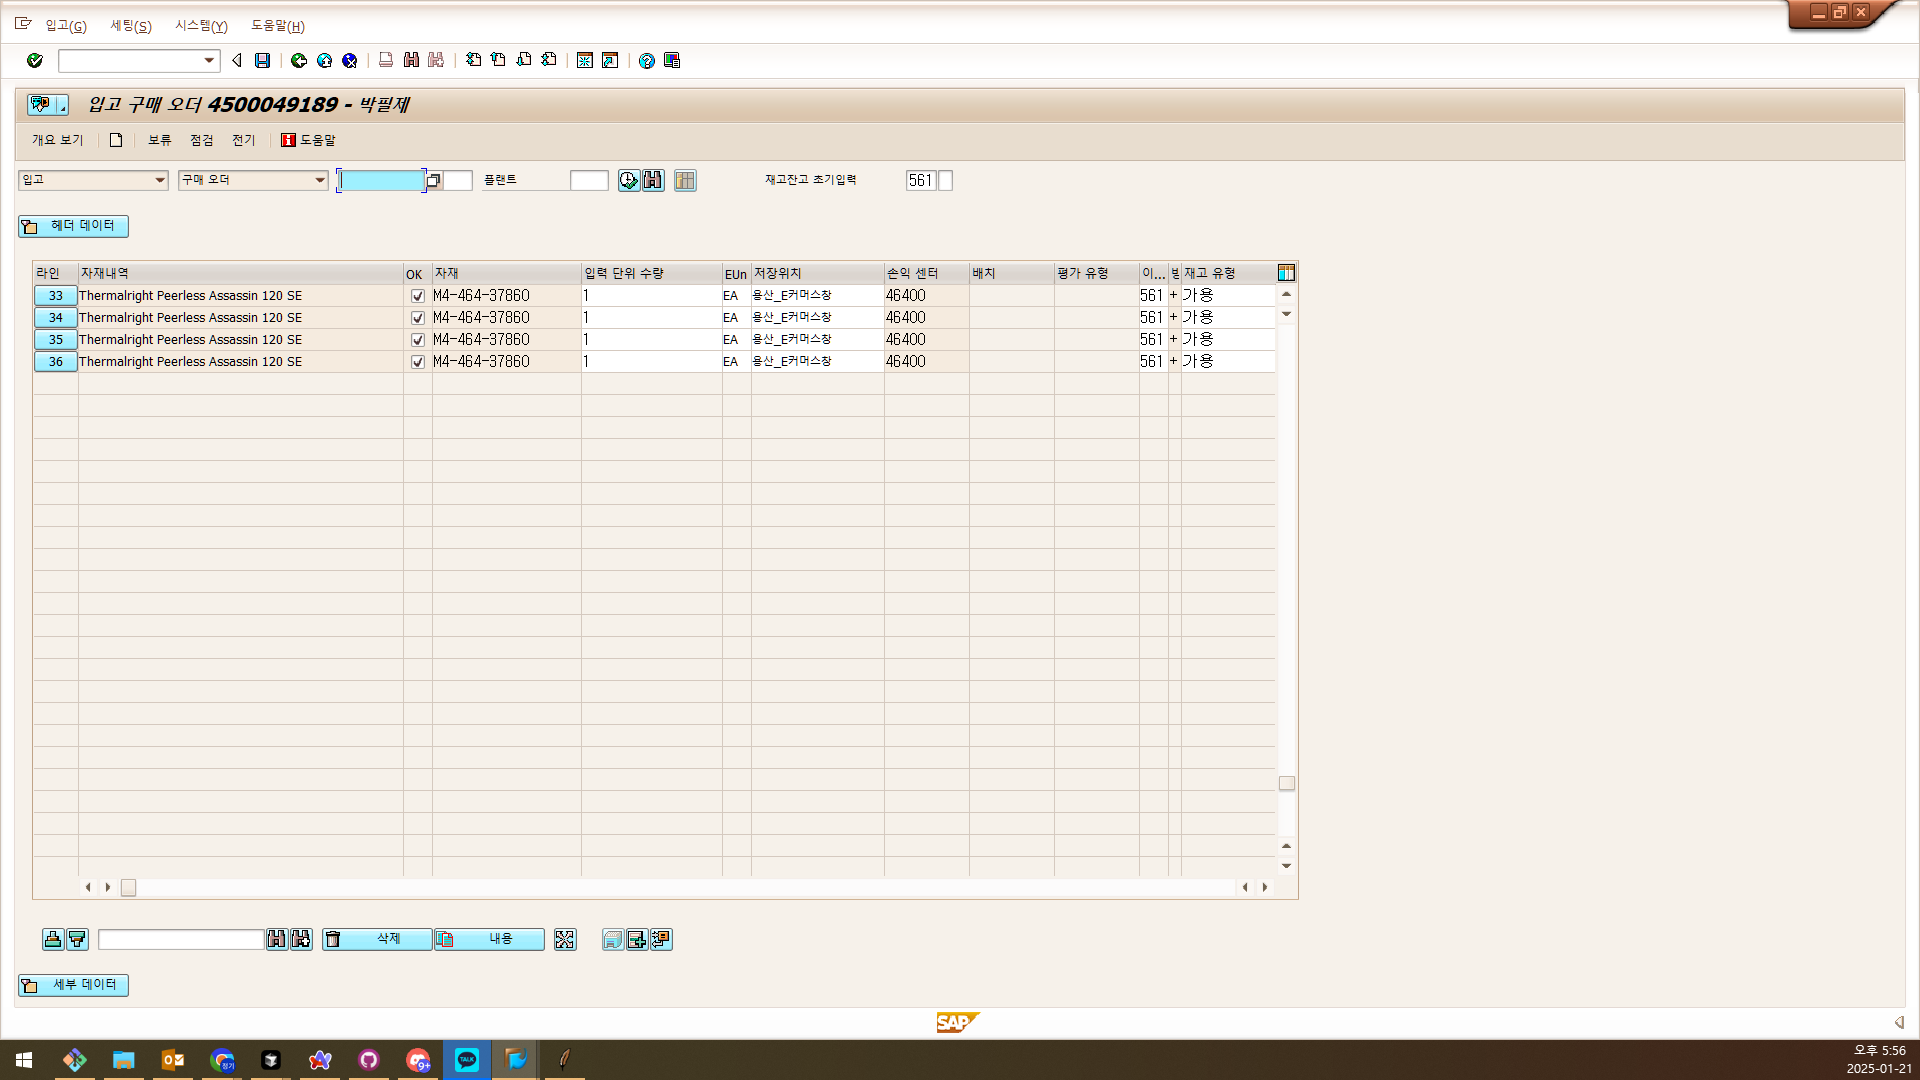 입고(G) 세팅(S) 시스템(Y) 도움말(H)
입고 구매 오더 4500049189 - 박필제
개요 보기 보류 점검 전기 도움말
입고 구매 오더 플랜트 재고잔고 초기입력 561
헤더 데이터
라인 자재내역 OK 자재 입력 단위 수량 EUn 저장위치 손익 센터 배치 평가 유형 이... 재고 유형
33 Thermalright Peerless Assassin 120 SE M4-464-37860 1 EA 용산_E커머스창 46400 561 + 가용
34 Thermalright Peerless Assassin 120 SE M4-464-37860 1 EA 용산_E커머스창 46400 561 + 가용
35 Thermalright Peerless Assassin 120 SE M4-464-37860 1 EA 용산_E커머스창 46400 561 + 가용
36 Thermalright Peerless Assassin 120 SE M4-464-37860 1 EA 용산_E커머스창 46400 561 + 가용
삭제 내용
세부 데이터
SAP
정기 9+ TALK
오후 5:56
2025-01-21